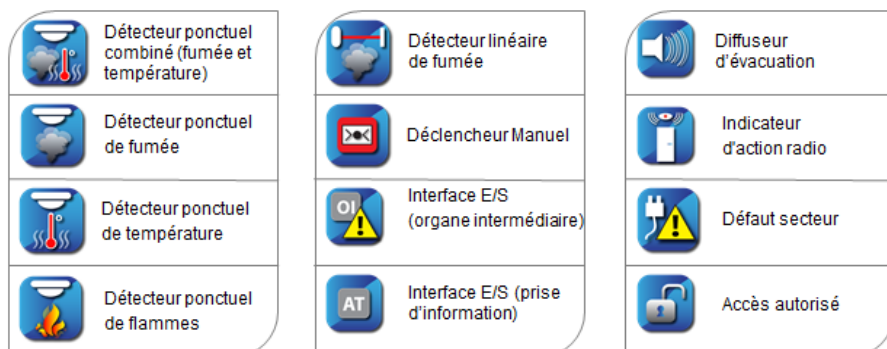 Détecteur ponctuel
combiné (fumée et
température)
Détecteur ponctuel
de fumée
Détecteur ponctuel
de température
Détecteur ponctuel
de flammes
Détecteur linéaire
de fumée
Déclencheur Manuel
OI
Interface E/S
(organe intermédiaire)
AT
Interface E/S (prise
d'information)
Diffuseur
d'évacuation
Indicateur
d'action radio
Défaut secteur
Accès autorisé